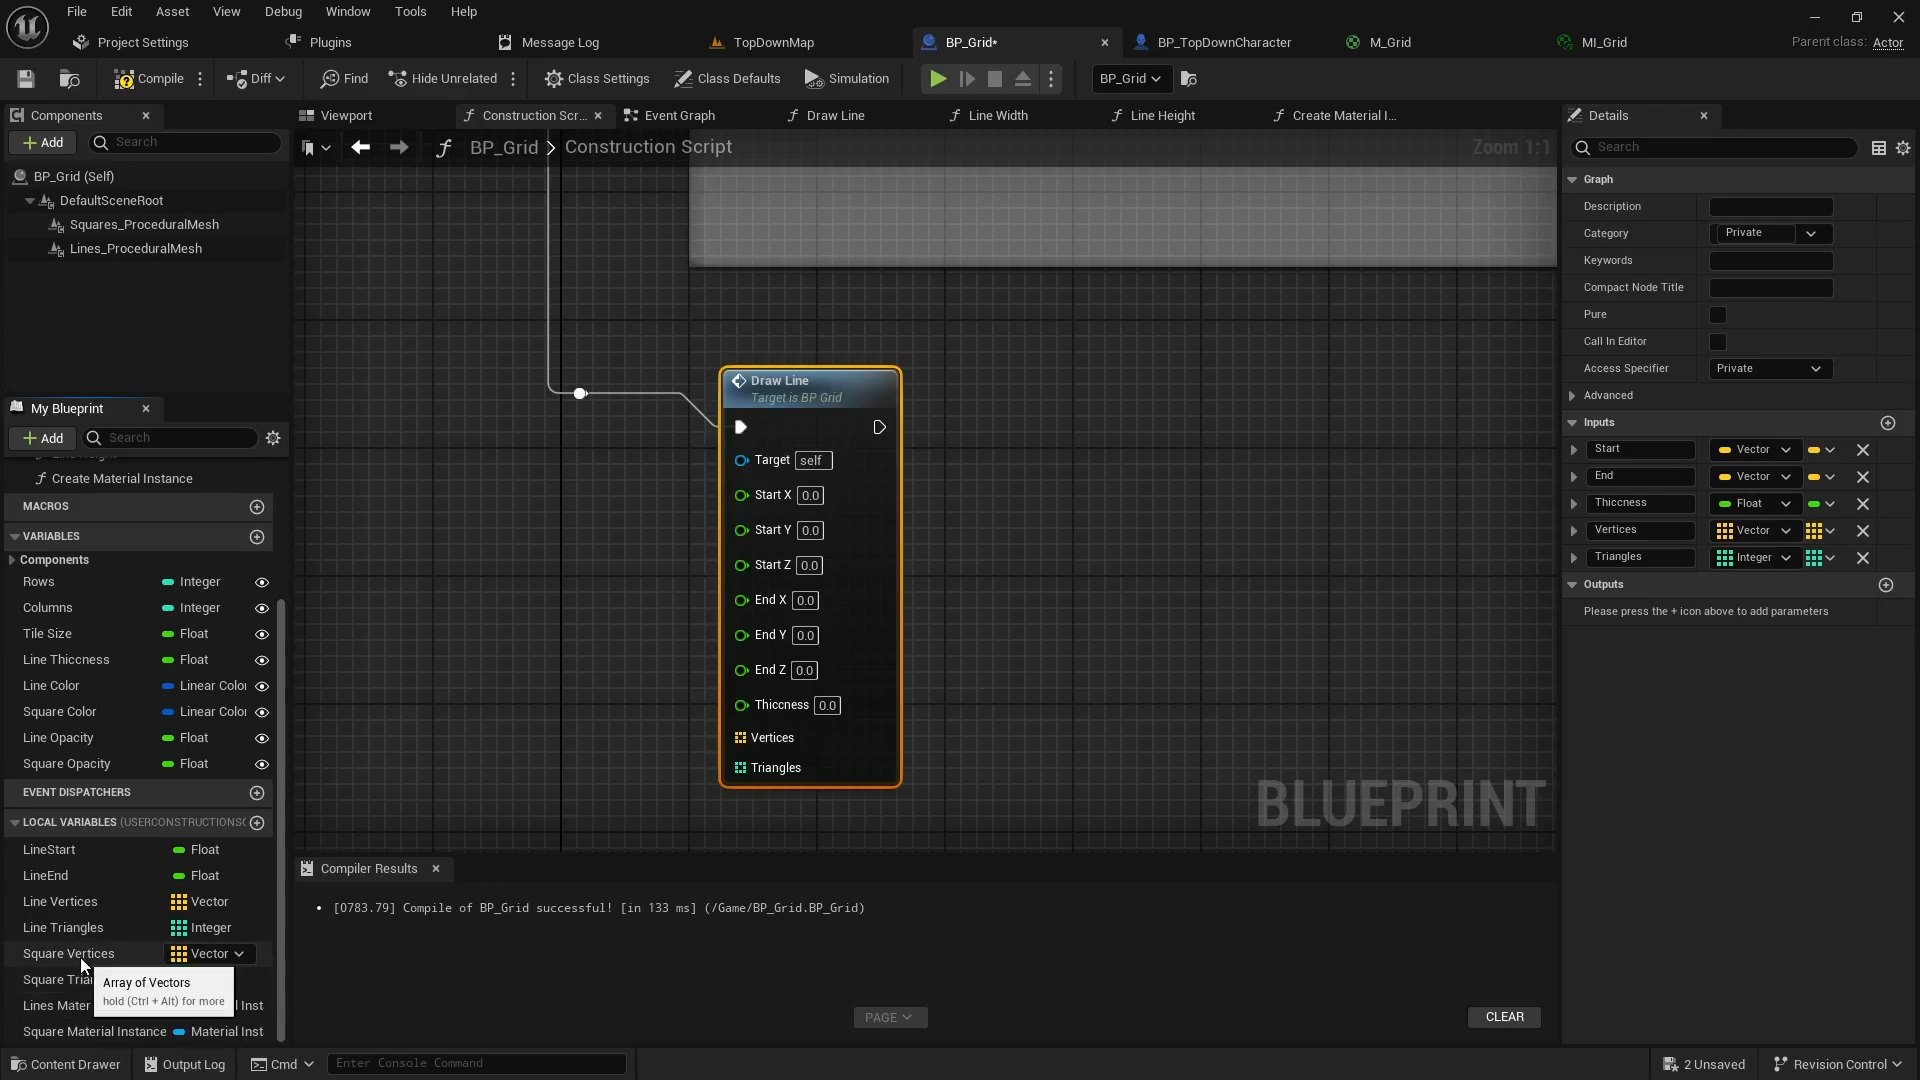 File Edit Asset View Debug Window Tools Help
Project Settings Plugins Message Log TopDownMap BP_Grid* BP_TopDownCharacter M_Grid MI_Grid Parent class: Actor
Compile Diff Find Hide Unrelated Class Settings Class Defaults Simulation BP_Grid
Components
Add Search
BP_Grid (Self)
DefaultSceneRoot
Squares_ProceduralMesh
Lines_ProceduralMesh
My Blueprint
Add Search
Create Material Instance
MACROS
VARIABLES
Components
Rows Integer
Columns Integer
Tile Size Float
Line Thiccness Float
Line Color Linear Color
Square Color Linear Color
Line Opacity Float
Square Opacity Float
EVENT DISPATCHERS
LOCAL VARIABLES (USERCONSTRUCTIONSC
LineStart Float
LineEnd Float
Line Vertices Vector
Line Triangles Integer
Square Vertices Vector
Square Trian
Array of Vectors
hold (Ctrl + Alt) for more
Lines Mater l Inst
Square Material Instance Material Inst
Viewport Construction Scr... Event Graph Draw Line Line Width Line Height Create Material I...
BP_Grid > Construction Script
Zoom 1:1
Draw Line
Target is BP Grid
Target self
Start X 0.0
Start Y 0.0
Start Z 0.0
End X 0.0
End Y 0.0
End Z 0.0
Thiccness 0.0
Vertices
Triangles
BLUEPRINT
Compiler Results
• [0783.79] Compile of BP_Grid successful! [in 133 ms] (/Game/BP_Grid.BP_Grid)
PAGE
CLEAR
Details
Search
Graph
Description
Category Private
Keywords
Compact Node Title
Pure
Call In Editor
Access Specifier Private
Advanced
Inputs
Start Vector
End Vector
Thiccness Float
Vertices Vector
Triangles Integer
Outputs
Please press the + icon above to add parameters
Content Drawer Output Log Cmd Enter Console Command 2 Unsaved Revision Control